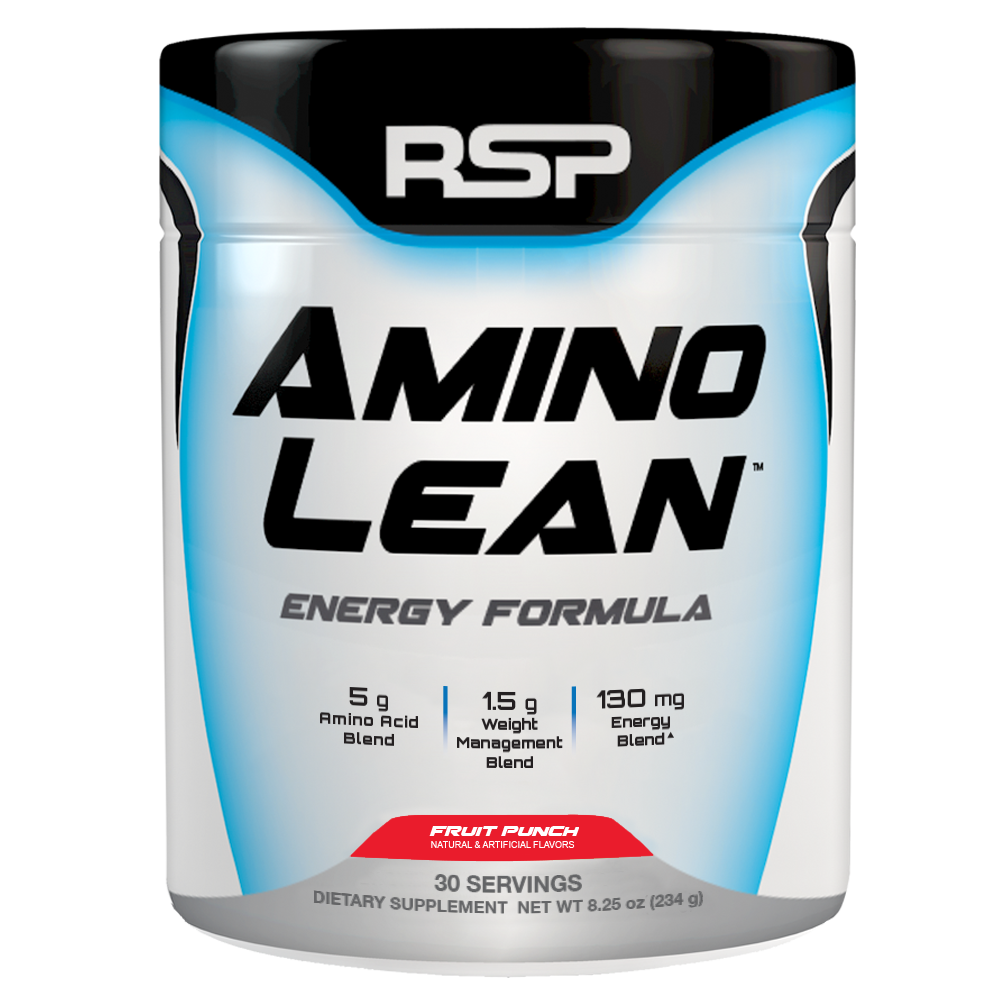 RSP
AMINO
LEAN™
ENERGY FORMULA
5 g
Amino Acid
Blend
1.5 g
Weight
Management
Blend
130 mg
Energy
Blend▲
FRUIT PUNCH
NATURAL & ARTIFICIAL FLAVORS
30 SERVINGS
DIETARY SUPPLEMENT NET WT 8.25 oz (234 g)